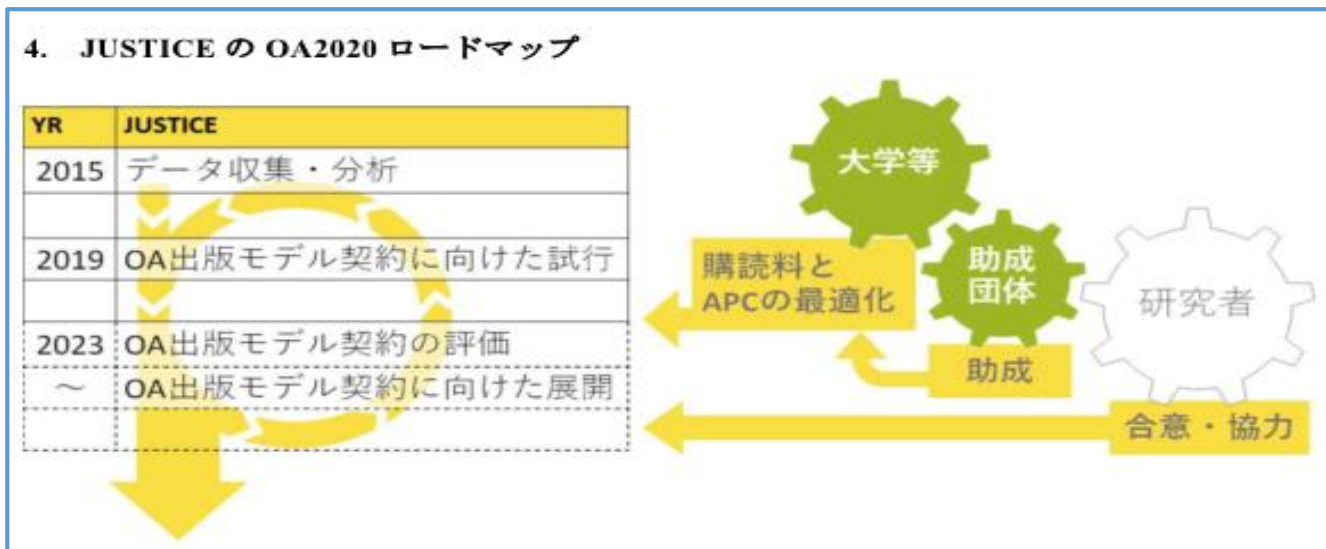 4. JUSTICE の OA2020 ロードマップ
YR JUSTICE
2015 データ収集・分析
2019 OA出版モデル契約に向けた試行
2023 OA出版モデル契約の評価
～ OA出版モデル契約に向けた展開
大学等
購読料と
APCの最適化
助成
団体
助成
研究者
合意・協力